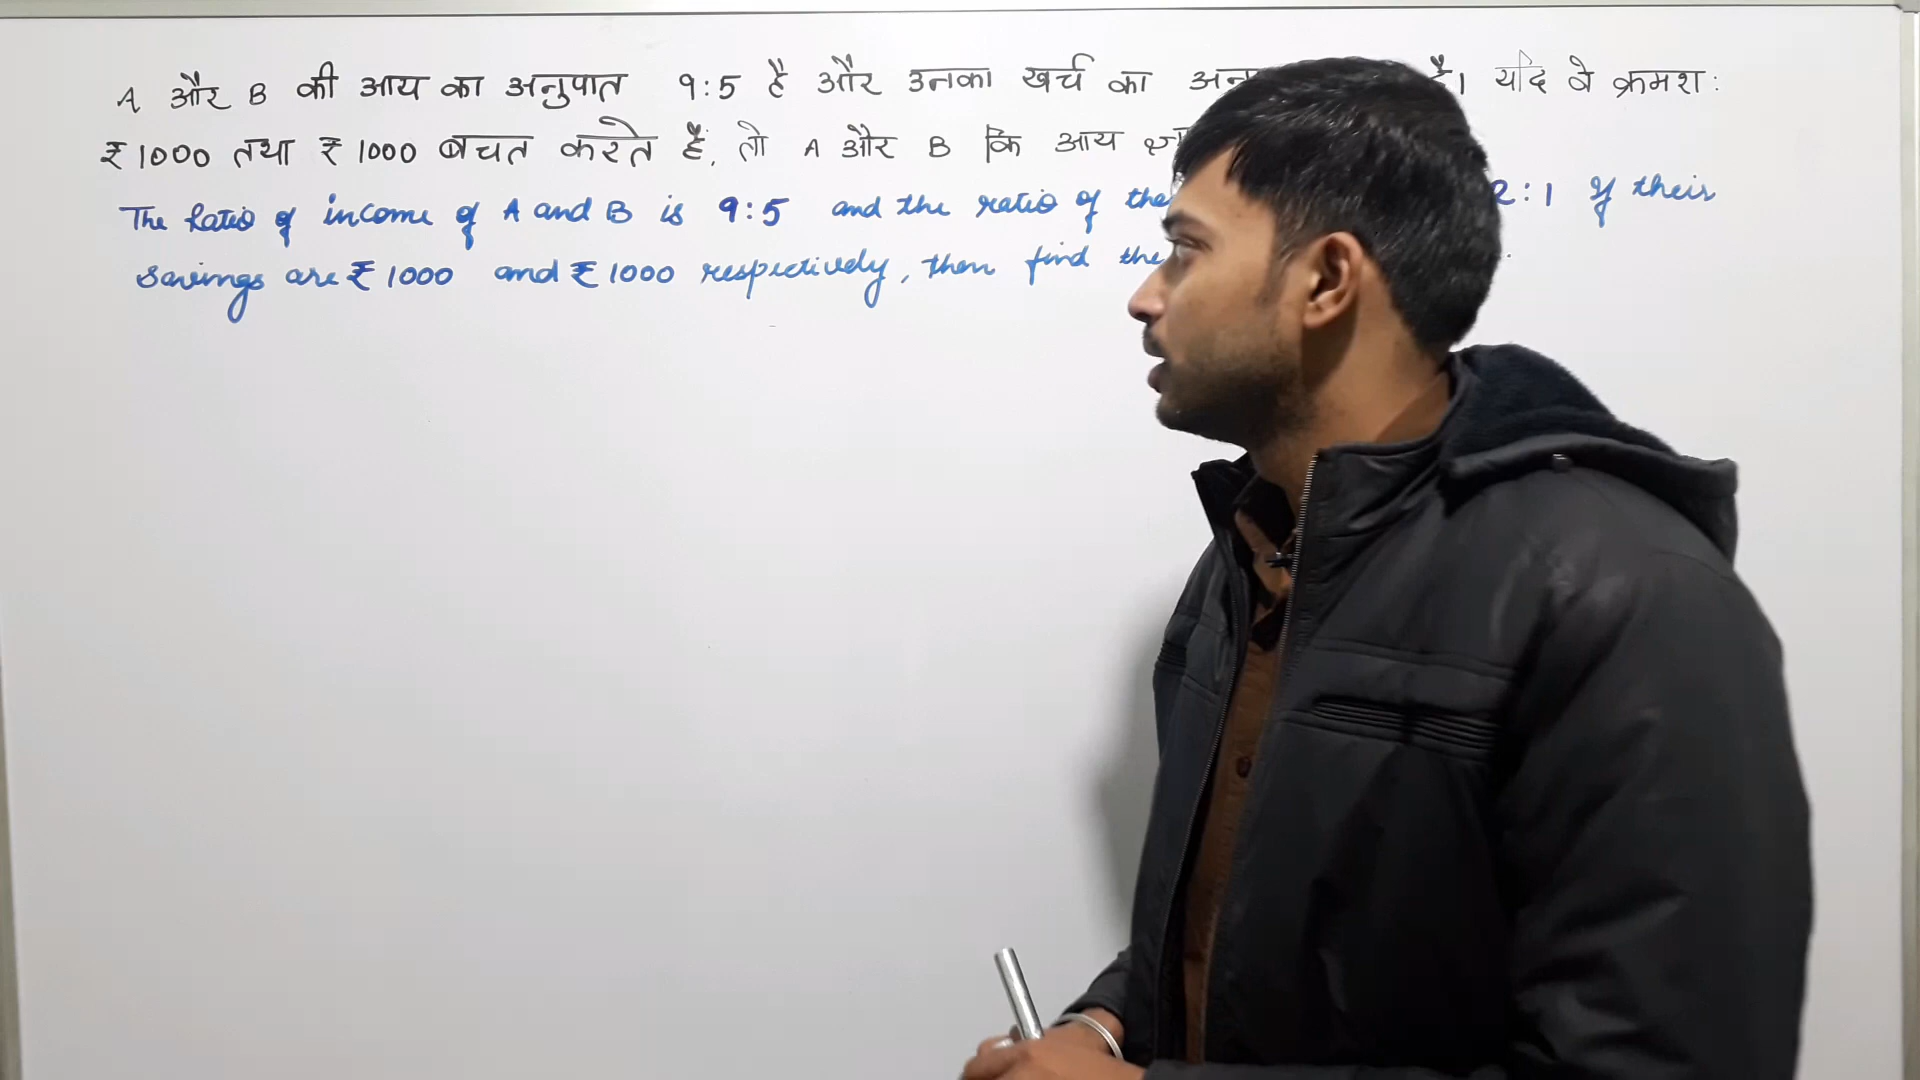 A और B की आय का अनुपात 9:5 है और उनका खर्च का है। यदि वे क्रमश:
₹1000 तथा ₹1000 बचत करते हैं, तो A और B कि आय
The Ratio of income of A and B is 9:5 and the ratio of 2:1 If their
savings are ₹1000 and ₹1000 respectively, then find the